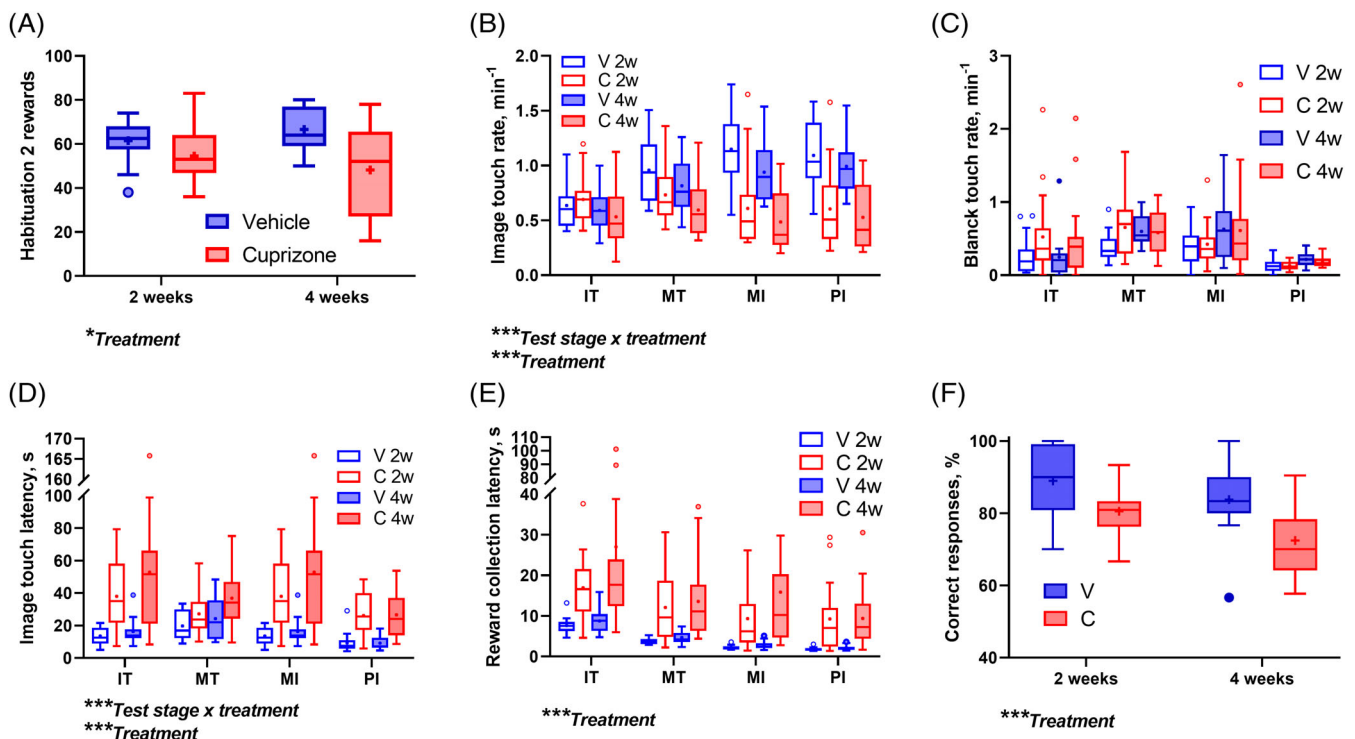 (A)
Habituation 2 rewards
100
80
60
40
20
0
Vehicle
Cuprizone
2 weeks
4 weeks
*Treatment
(B)
Image touch rate, min⁻¹
2.0
1.5
1.0
0.5
0.0
V 2w
C 2w
V 4w
C 4w
IT
MT
MI
PI
***Test stage x treatment
***Treatment
(C)
Blanck touch rate, min⁻¹
3
2
1
0
V 2w
C 2w
V 4w
C 4w
IT
MT
MI
PI
(D)
Image touch latency, s
170
165
160
100
80
60
40
20
0
V 2w
C 2w
V 4w
C 4w
IT
MT
MI
PI
***Test stage x treatment
***Treatment
(E)
Reward collection latency, s
110
100
90
80
50
40
30
20
10
0
V 2w
C 2w
V 4w
C 4w
IT
MT
MI
PI
***Treatment
(F)
Correct responses, %
100
80
60
40
V
C
2 weeks
4 weeks
***Treatment